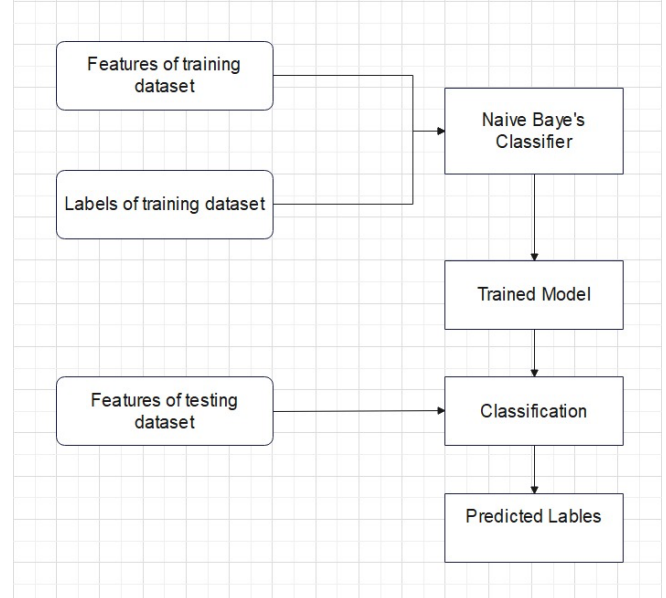 Features of training
dataset
Naive Baye's
Classifier
Labels of training dataset
Trained Model
Features of testing
dataset
Classification
Predicted Lables